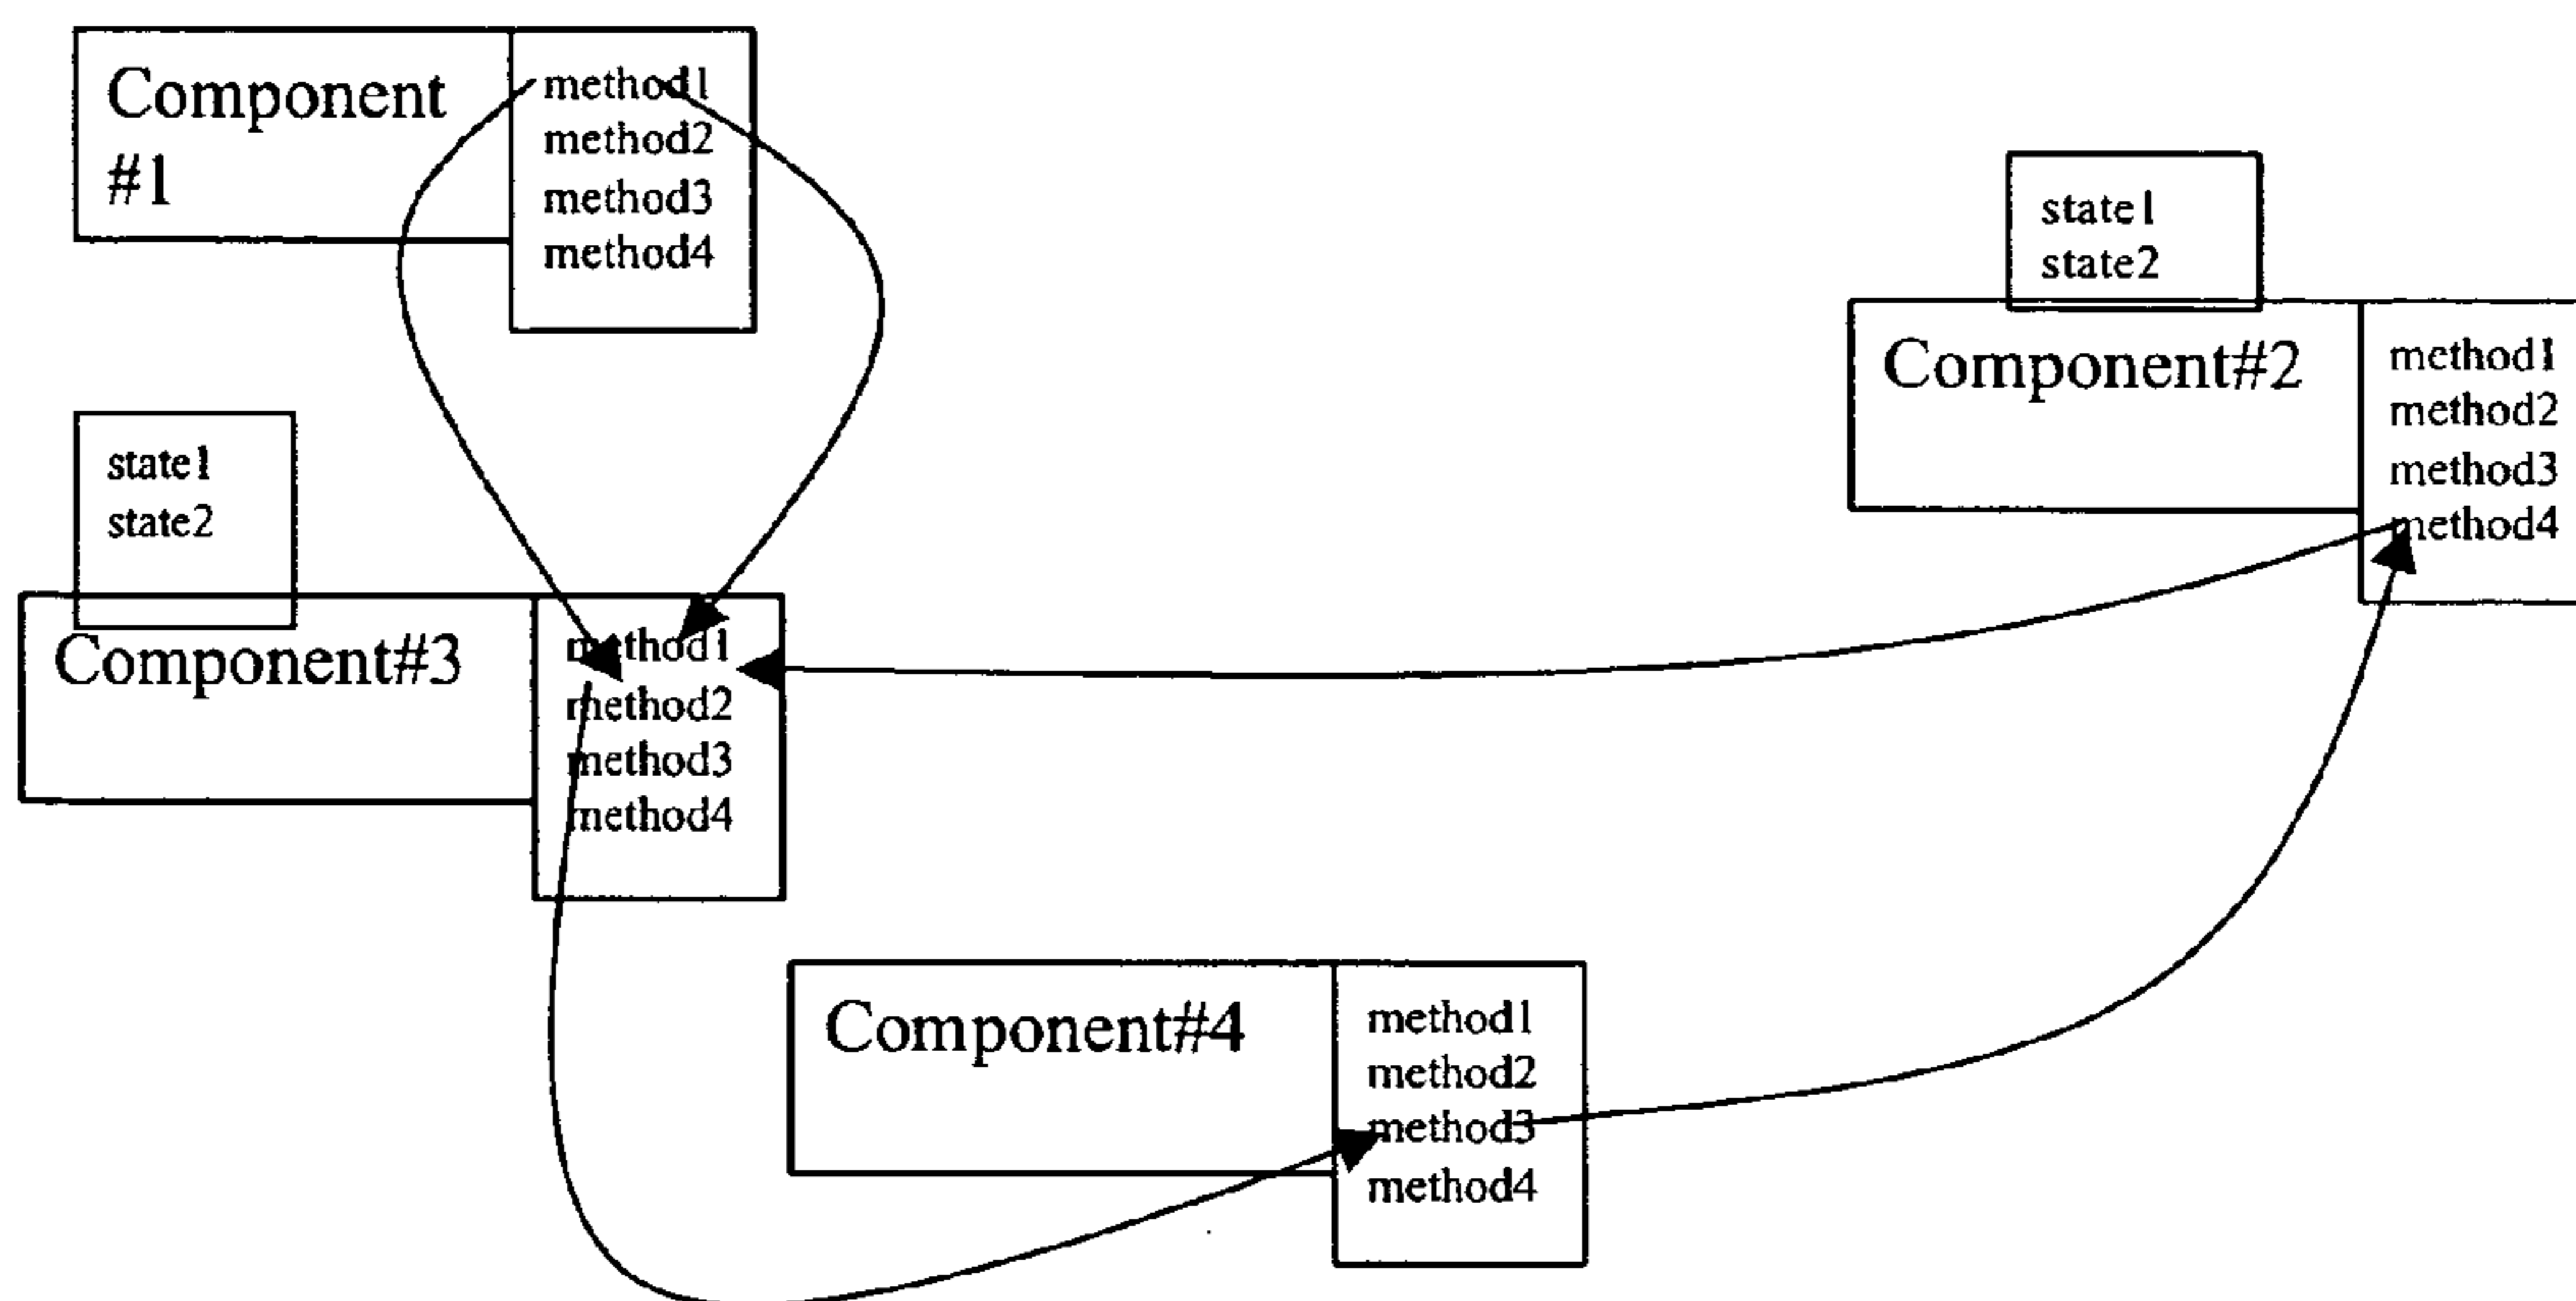 Component
#1
method1
method2
method3
method4
state1
state2
Component#2
method1
method2
method3
method4
state1
state2
Component#3
method1
method2
method3
method4
Component#4
method1
method2
method3
method4